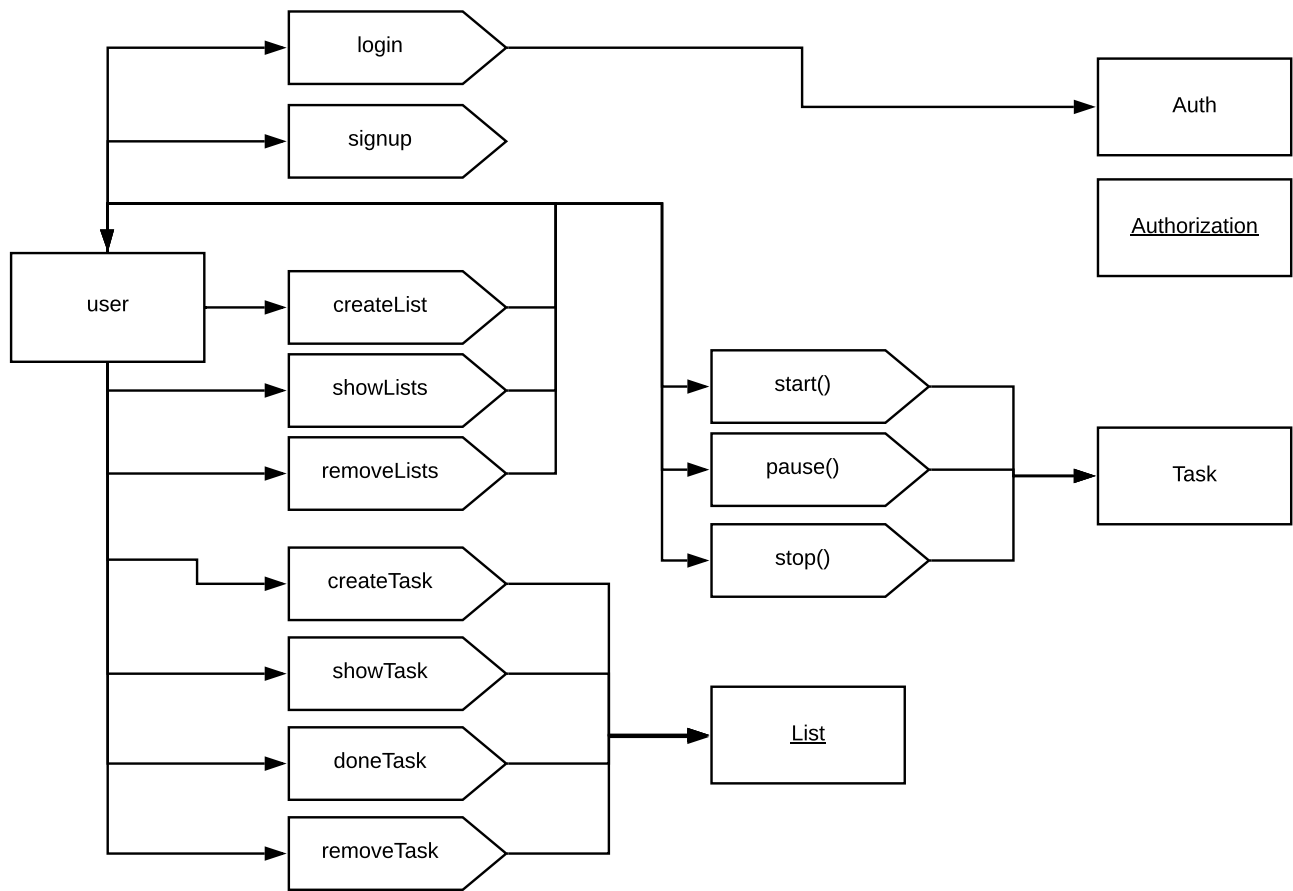 login
Auth
signup
Authorization
user
createList
showLists
start()
removeLists
pause()
Task
stop()
createTask
showTask
List
doneTask
removeTask